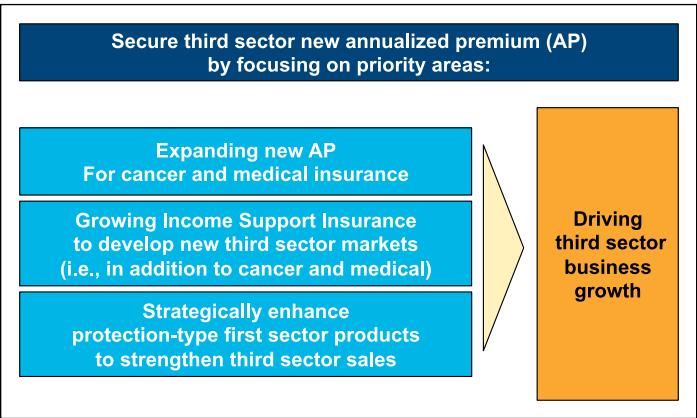 Secure third sector new annualized premium (AP)
by focusing on priority areas:
Expanding new AP
For cancer and medical insurance
Growing Income Support Insurance
to develop new third sector markets
(i.e., in addition to cancer and medical)
Strategically enhance
protection-type first sector products
to strengthen third sector sales
Driving
third sector
business
growth